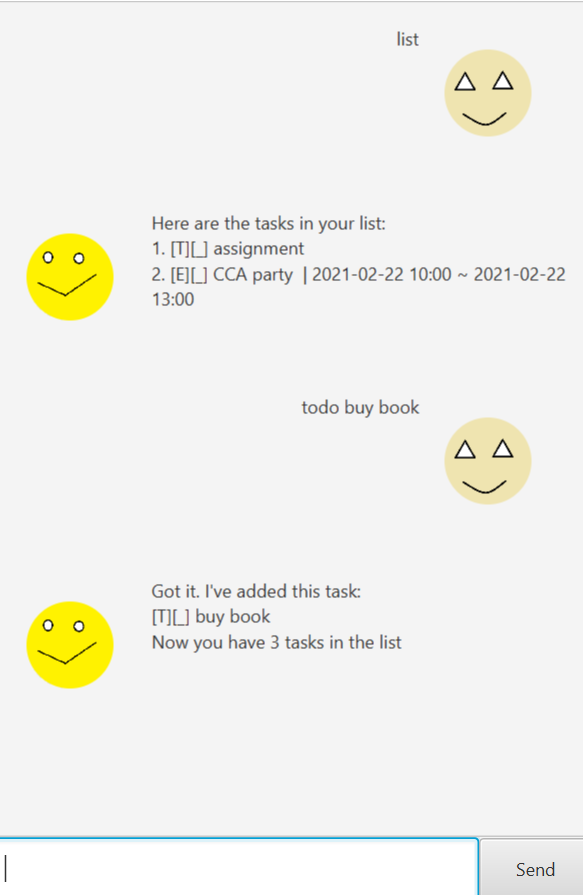 list
Here are the tasks in your list:
1. [T][_] assignment
2. [E][_] CCA party  | 2021-02-22 10:00 ~ 2021-02-22
13:00
todo buy book
Got it. I've added this task:
[T][_] buy book
Now you have 3 tasks in the list
Send